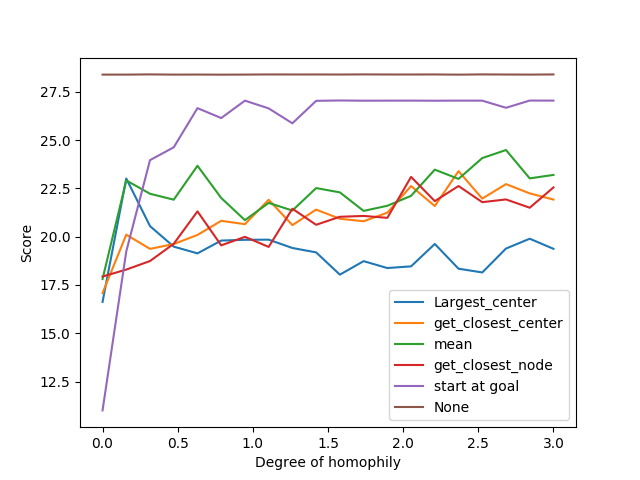 27.5
25.0
22.5
20.0
17.5
15.0
12.5
Score
Largest_center
get_closest_center
mean
get_closest_node
start at goal
None
0.0 0.5 1.0 1.5 2.0 2.5 3.0
Degree of homophily